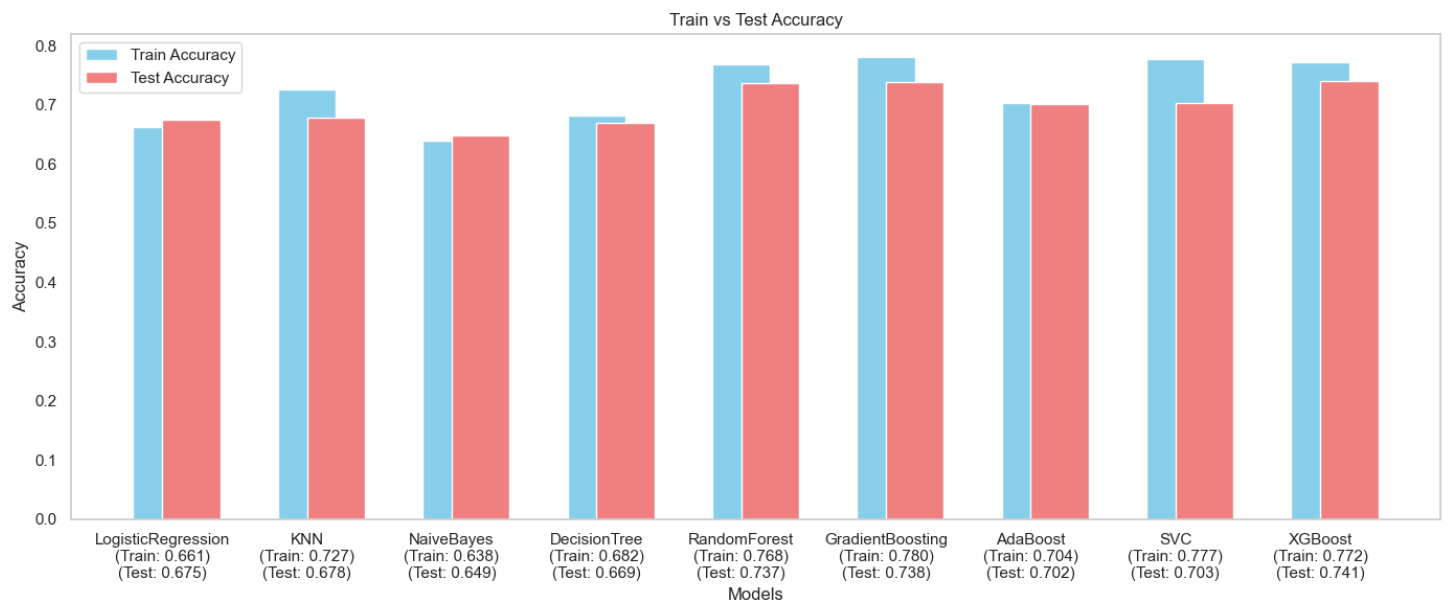 Train vs Test Accuracy
Train Accuracy
Test Accuracy
Accuracy
0.8
0.7
0.6
0.5
0.4
0.3
0.2
0.1
0.0
LogisticRegression
(Train: 0.661)
(Test: 0.675)
KNN
(Train: 0.727)
(Test: 0.678)
NaiveBayes
(Train: 0.638)
(Test: 0.649)
DecisionTree
(Train: 0.682)
(Test: 0.669)
RandomForest
(Train: 0.768)
(Test: 0.737)
GradientBoosting
(Train: 0.780)
(Test: 0.738)
AdaBoost
(Train: 0.704)
(Test: 0.702)
SVC
(Train: 0.777)
(Test: 0.703)
XGBoost
(Train: 0.772)
(Test: 0.741)
Models